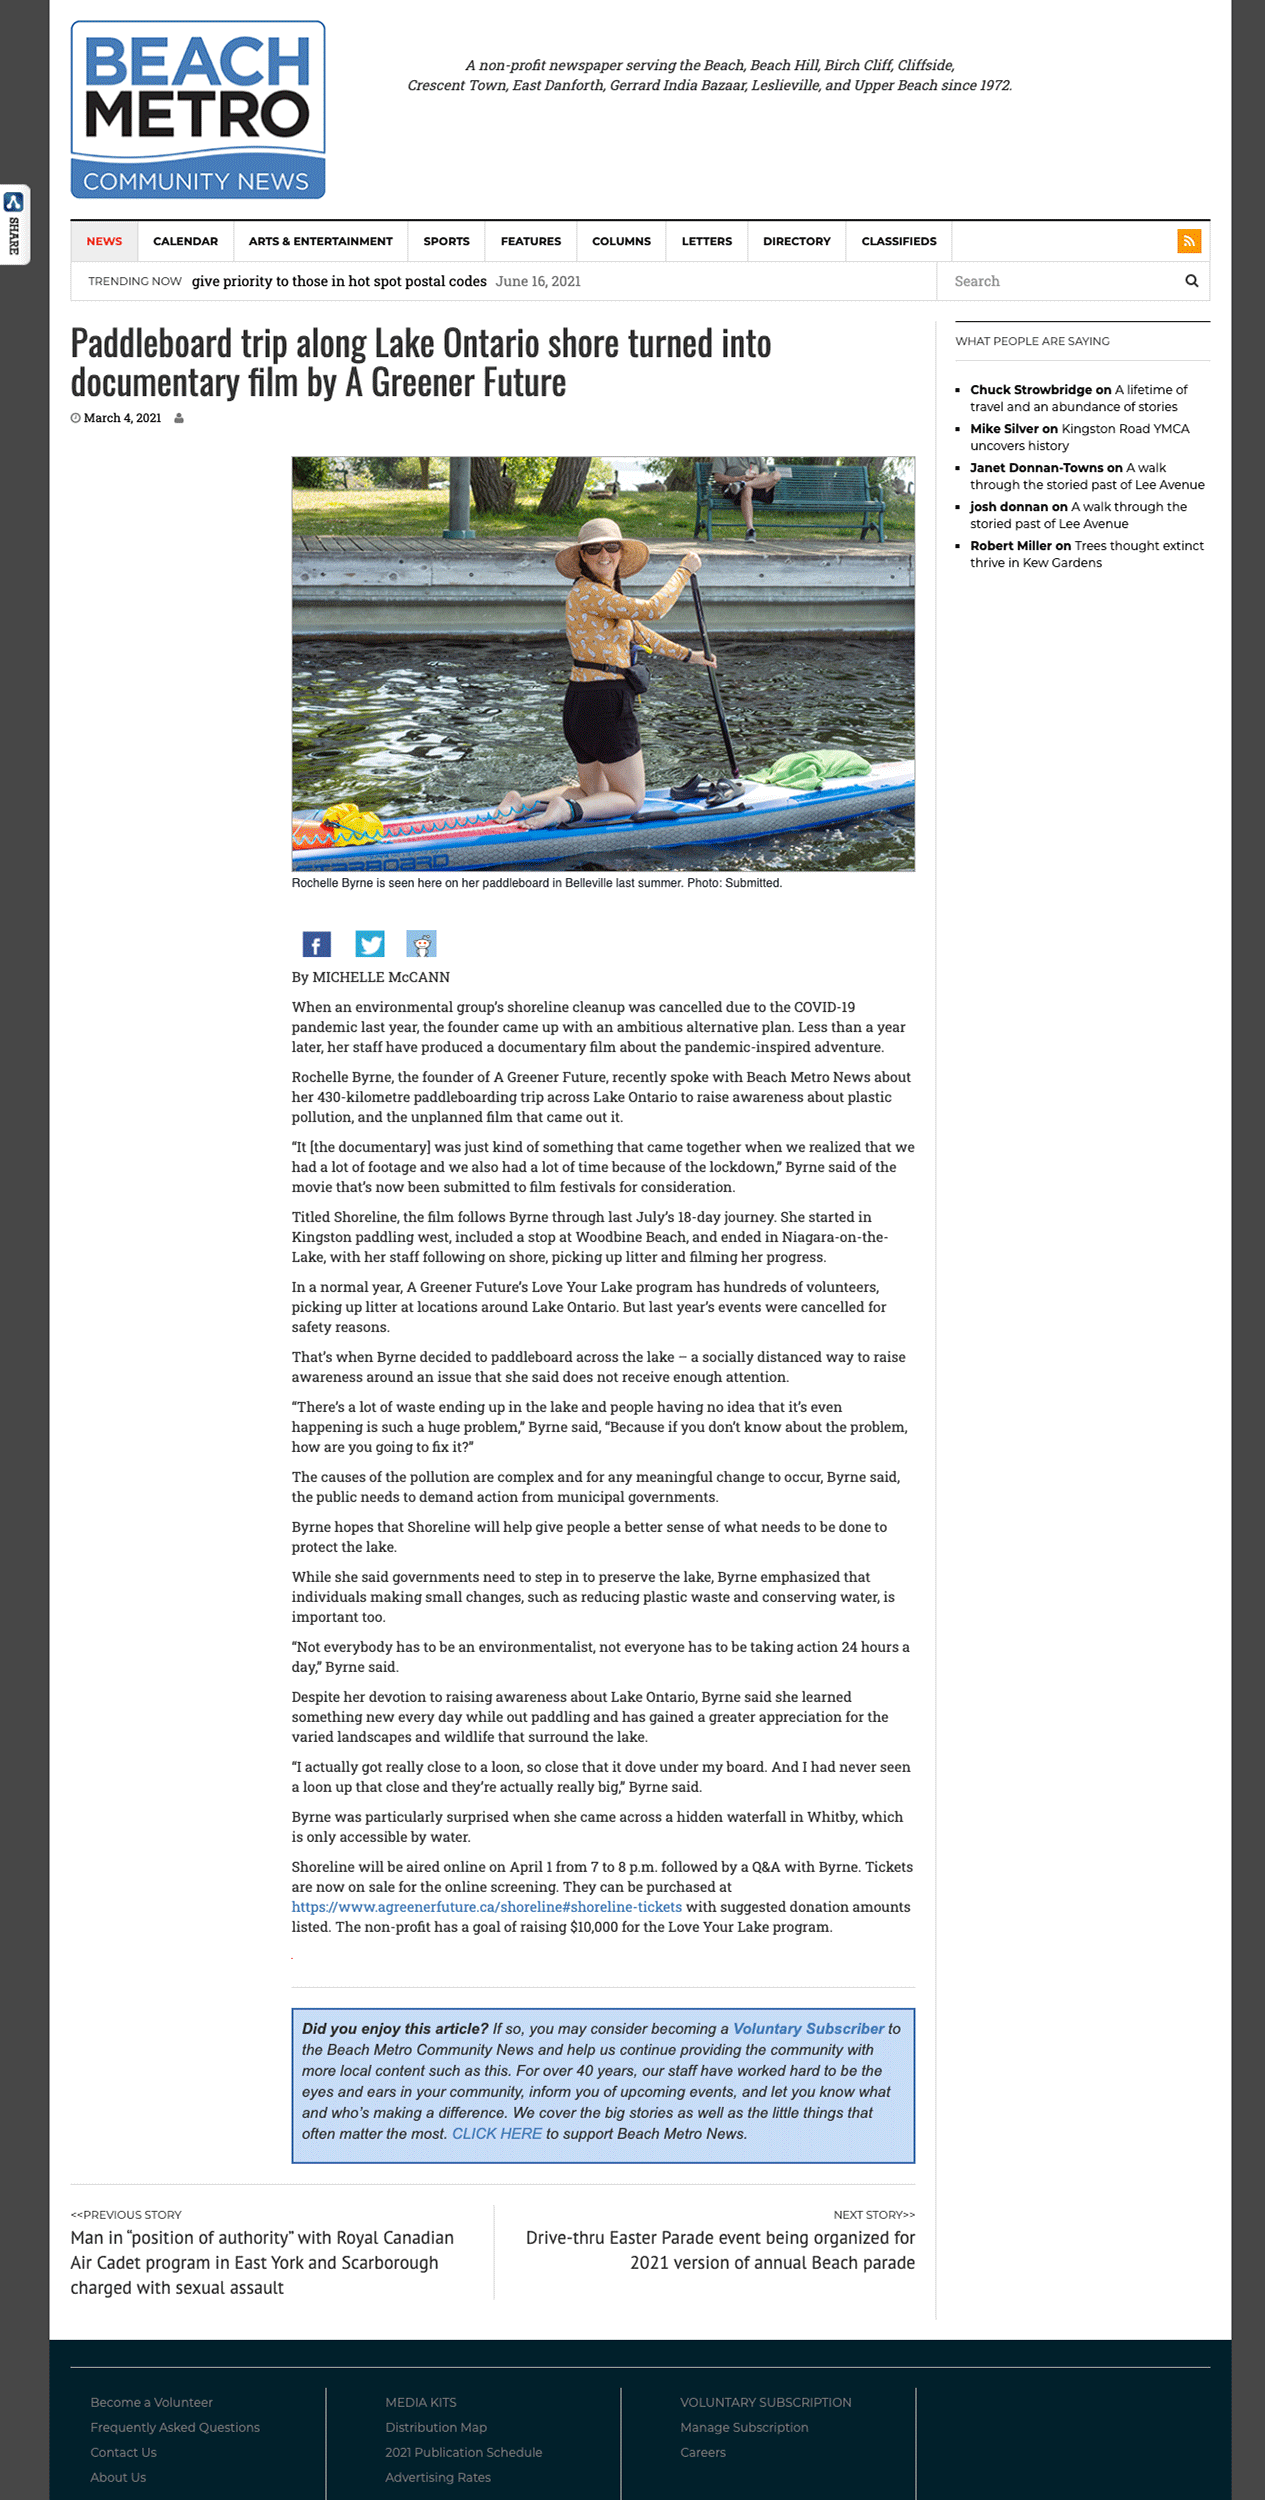 BEACH
METRO
COMMUNITY NEWS
A non-profit newspaper serving the Beach, Beach Hill, Birch Cliff, Cliffside,
Crescent Town, East Danforth, Gerrard India Bazaar, Leslieville, and Upper Beach since 1972.
SHARE
NEWS CALENDAR ARTS & ENTERTAINMENT SPORTS FEATURES COLUMNS LETTERS DIRECTORY CLASSIFIEDS
TRENDING NOW give priority to those in hot spot postal codes June 16, 2021 Search
Paddleboard trip along Lake Ontario shore turned into
documentary film by A Greener Future
March 4, 2021
WHAT PEOPLE ARE SAYING
Chuck Strowbridge on A lifetime of
travel and an abundance of stories
Mike Silver on Kingston Road YMCA
uncovers history
Janet Donnan-Towns on A walk
through the storied past of Lee Avenue
josh donnan on A walk through the
storied past of Lee Avenue
Robert Miller on Trees thought extinct
thrive in Kew Gardens
STARBOARD
Rochelle Byrne is seen here on her paddleboard in Belleville last summer. Photo: Submitted.
By MICHELLE McCANN
When an environmental group’s shoreline cleanup was cancelled due to the COVID-19
pandemic last year, the founder came up with an ambitious alternative plan. Less than a year
later, her staff have produced a documentary film about the pandemic-inspired adventure.
Rochelle Byrne, the founder of A Greener Future, recently spoke with Beach Metro News about
her 430-kilometre paddleboarding trip across Lake Ontario to raise awareness about plastic
pollution, and the unplanned film that came out it.
“It [the documentary] was just kind of something that came together when we realized that we
had a lot of footage and we also had a lot of time because of the lockdown,” Byrne said of the
movie that’s now been submitted to film festivals for consideration.
Titled Shoreline, the film follows Byrne through last July’s 18-day journey. She started in
Kingston paddling west, included a stop at Woodbine Beach, and ended in Niagara-on-the-
Lake, with her staff following on shore, picking up litter and filming her progress.
In a normal year, A Greener Future’s Love Your Lake program has hundreds of volunteers,
picking up litter at locations around Lake Ontario. But last year’s events were cancelled for
safety reasons.
That’s when Byrne decided to paddleboard across the lake – a socially distanced way to raise
awareness around an issue that she said does not receive enough attention.
“There’s a lot of waste ending up in the lake and people having no idea that it’s even
happening is such a huge problem,” Byrne said, “Because if you don’t know about the problem,
how are you going to fix it?”
The causes of the pollution are complex and for any meaningful change to occur, Byrne said,
the public needs to demand action from municipal governments.
Byrne hopes that Shoreline will help give people a better sense of what needs to be done to
protect the lake.
While she said governments need to step in to preserve the lake, Byrne emphasized that
individuals making small changes, such as reducing plastic waste and conserving water, is
important too.
“Not everybody has to be an environmentalist, not everyone has to be taking action 24 hours a
day,” Byrne said.
Despite her devotion to raising awareness about Lake Ontario, Byrne said she learned
something new every day while out paddling and has gained a greater appreciation for the
varied landscapes and wildlife that surround the lake.
“I actually got really close to a loon, so close that it dove under my board. And I had never seen
a loon up that close and they’re actually really big,” Byrne said.
Byrne was particularly surprised when she came across a hidden waterfall in Whitby, which
is only accessible by water.
Shoreline will be aired online on April 1 from 7 to 8 p.m. followed by a Q&A with Byrne. Tickets
are now on sale for the online screening. They can be purchased at
https://www.agreenerfuture.ca/shoreline#shoreline-tickets with suggested donation amounts
listed. The non-profit has a goal of raising $10,000 for the Love Your Lake program.
Did you enjoy this article? If so, you may consider becoming a Voluntary Subscriber to
the Beach Metro Community News and help us continue providing the community with
more local content such as this. For over 40 years, our staff have worked hard to be the
eyes and ears in your community, inform you of upcoming events, and let you know what
and who’s making a difference. We cover the big stories as well as the little things that
often matter the most. CLICK HERE to support Beach Metro News.
<<PREVIOUS STORY
Man in “position of authority” with Royal Canadian
Air Cadet program in East York and Scarborough
charged with sexual assault
NEXT STORY>>
Drive-thru Easter Parade event being organized for
2021 version of annual Beach parade
Become a Volunteer
Frequently Asked Questions
Contact Us
About Us
MEDIA KITS
Distribution Map
2021 Publication Schedule
Advertising Rates
VOLUNTARY SUBSCRIPTION
Manage Subscription
Careers